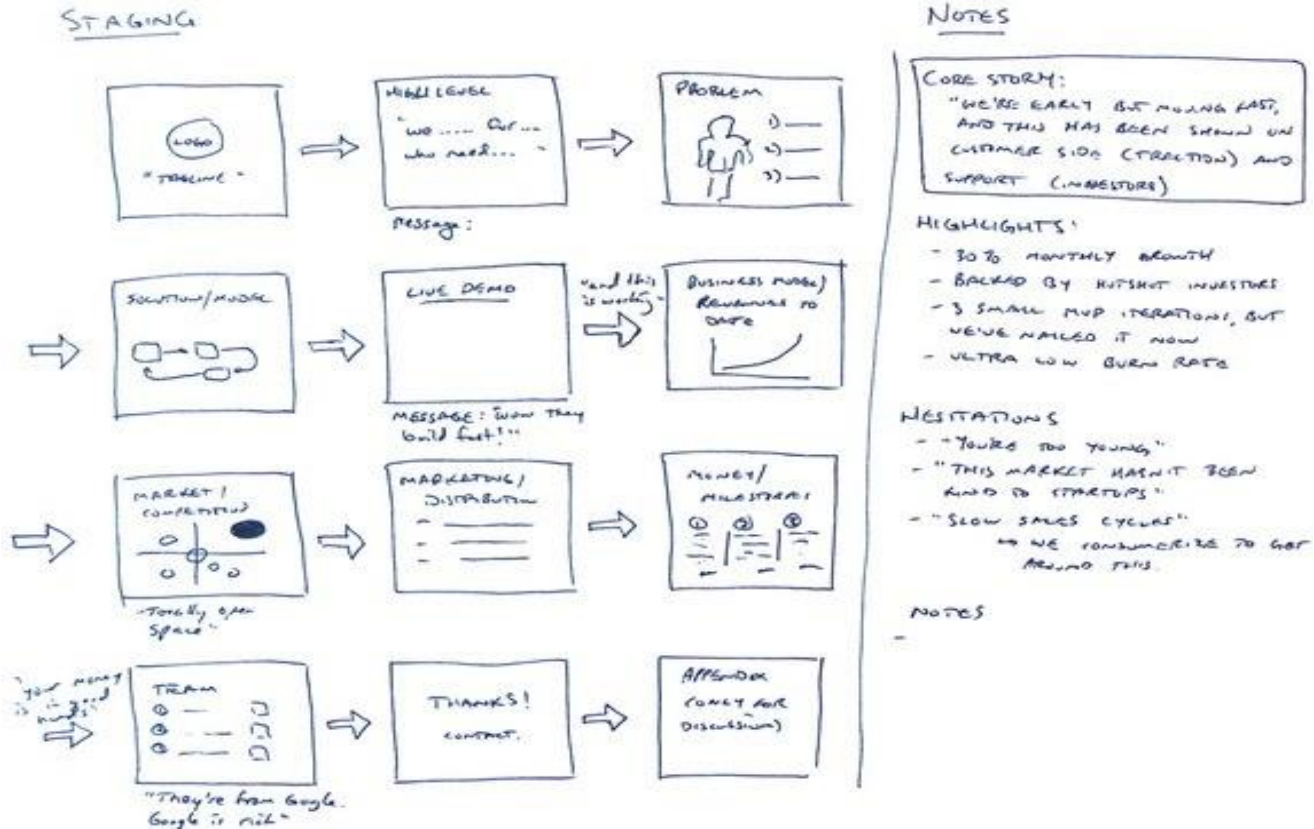 STAGING
LOGO
"TAGLINE"
HIGH LEVEL
"we ..... for ...
who need... "
Message:
PROBLEM
1)
2)
3)
SOLUTION/MODEL
LIVE DEMO
MESSAGE: "wow they
build fast!"
"and this
is working"
BUSINESS MODEL/
REVENUES TO
DATE
MARKET/
COMPETITION
"Totally open
space"
MARKETING/
DISTRIBUTION
MONEY/
MILESTONES
1 2 3
"your money
is in good
hands"
TEAM
1
2
3
"They're from Google.
Google is rich"
THANKS!
CONTACT.
APPENDIX
(ONLY FOR
DISCUSSION)
NOTES
CORE STORY:
"WE'RE EARLY BUT MOVING FAST,
AND THIS HAS BEEN SHOWN ON
CUSTOMER SIDE (TRACTION) AND
SUPPORT (INVESTORS)
HIGHLIGHTS:
- 30% MONTHLY GROWTH
- BACKED BY HOTSHOT INVESTORS
- 3 SMALL MVP ITERATIONS, BUT
WE'VE NAILED IT NOW
- ULTRA LOW BURN RATE
HESITATIONS
- "YOU'RE TOO YOUNG"
- "THIS MARKET HASN'T BEEN
KIND TO STARTUPS"
- "SLOW SALES CYCLES"
↳ WE CONSUMERIZE TO GET
AROUND THIS.
NOTES
-